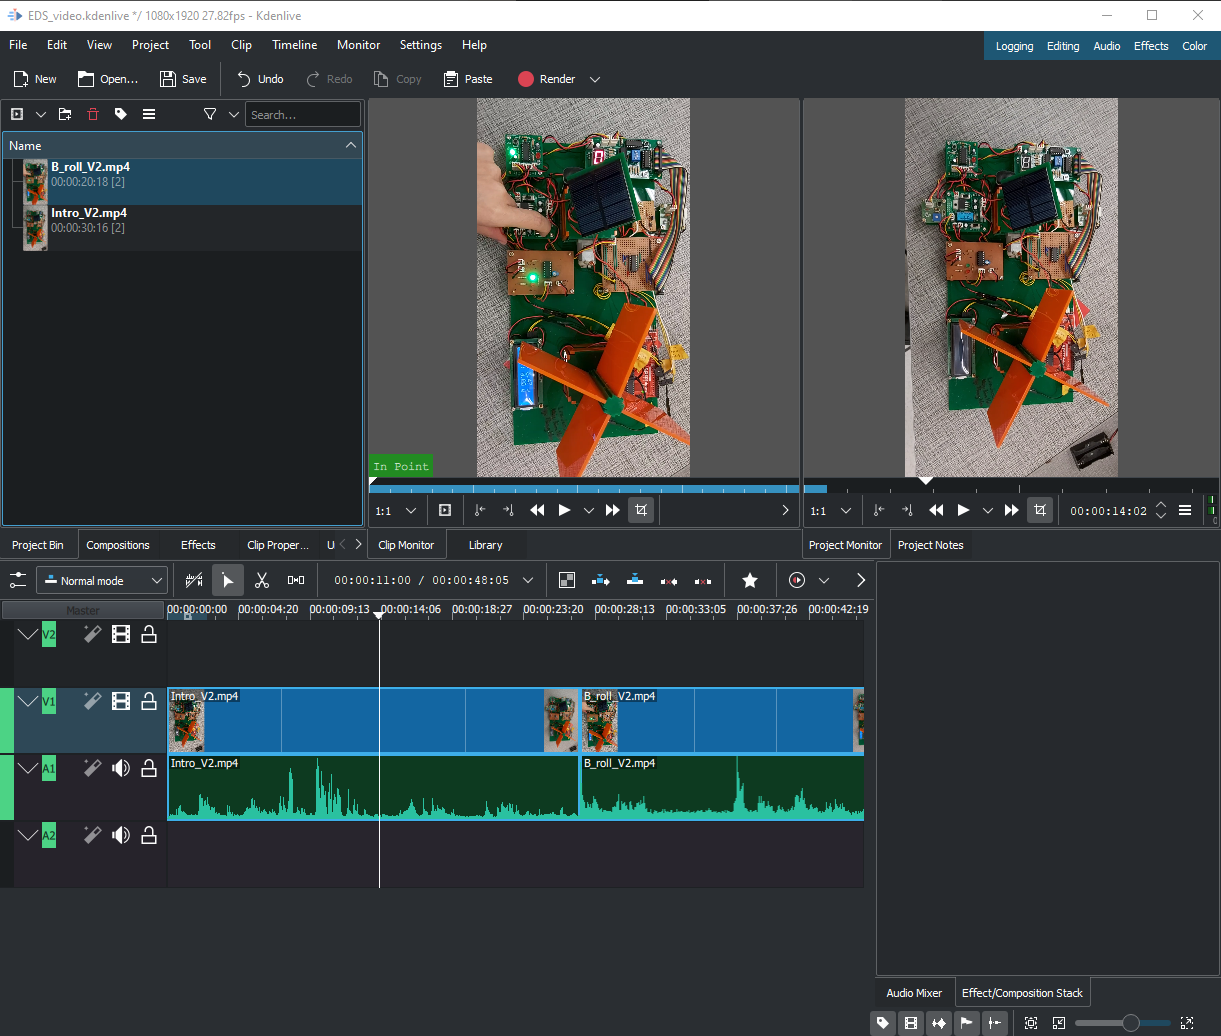 EDS_video.kdenlive */ 1080x1920 27.82fps - Kdenlive
File Edit View Project Tool Clip Timeline Monitor Settings Help
Logging Editing Audio Effects Color
New Open... Save Undo Redo Copy Paste Render
Search...
Name
B_roll_V2.mp4
00:00:20:18 [2]
Intro_V2.mp4
00:00:30:16 [2]
In Point
1:1
1:1
00:00:14:02
0
Project Bin Compositions Effects Clip Proper... U
Clip Monitor Library
Project Monitor Project Notes
Normal mode
00:00:11:00 / 00:00:48:05
Master
00:00:00:00 00:00:04:20 00:00:09:13 00:00:14:06 00:00:18:27 00:00:23:20 00:00:28:13 00:00:33:05 00:00:37:26 00:00:42:19
V2
V1
Intro_V2.mp4
B_roll_V2.mp4
A1
Intro_V2.mp4
B_roll_V2.mp4
A2
Audio Mixer Effect/Composition Stack